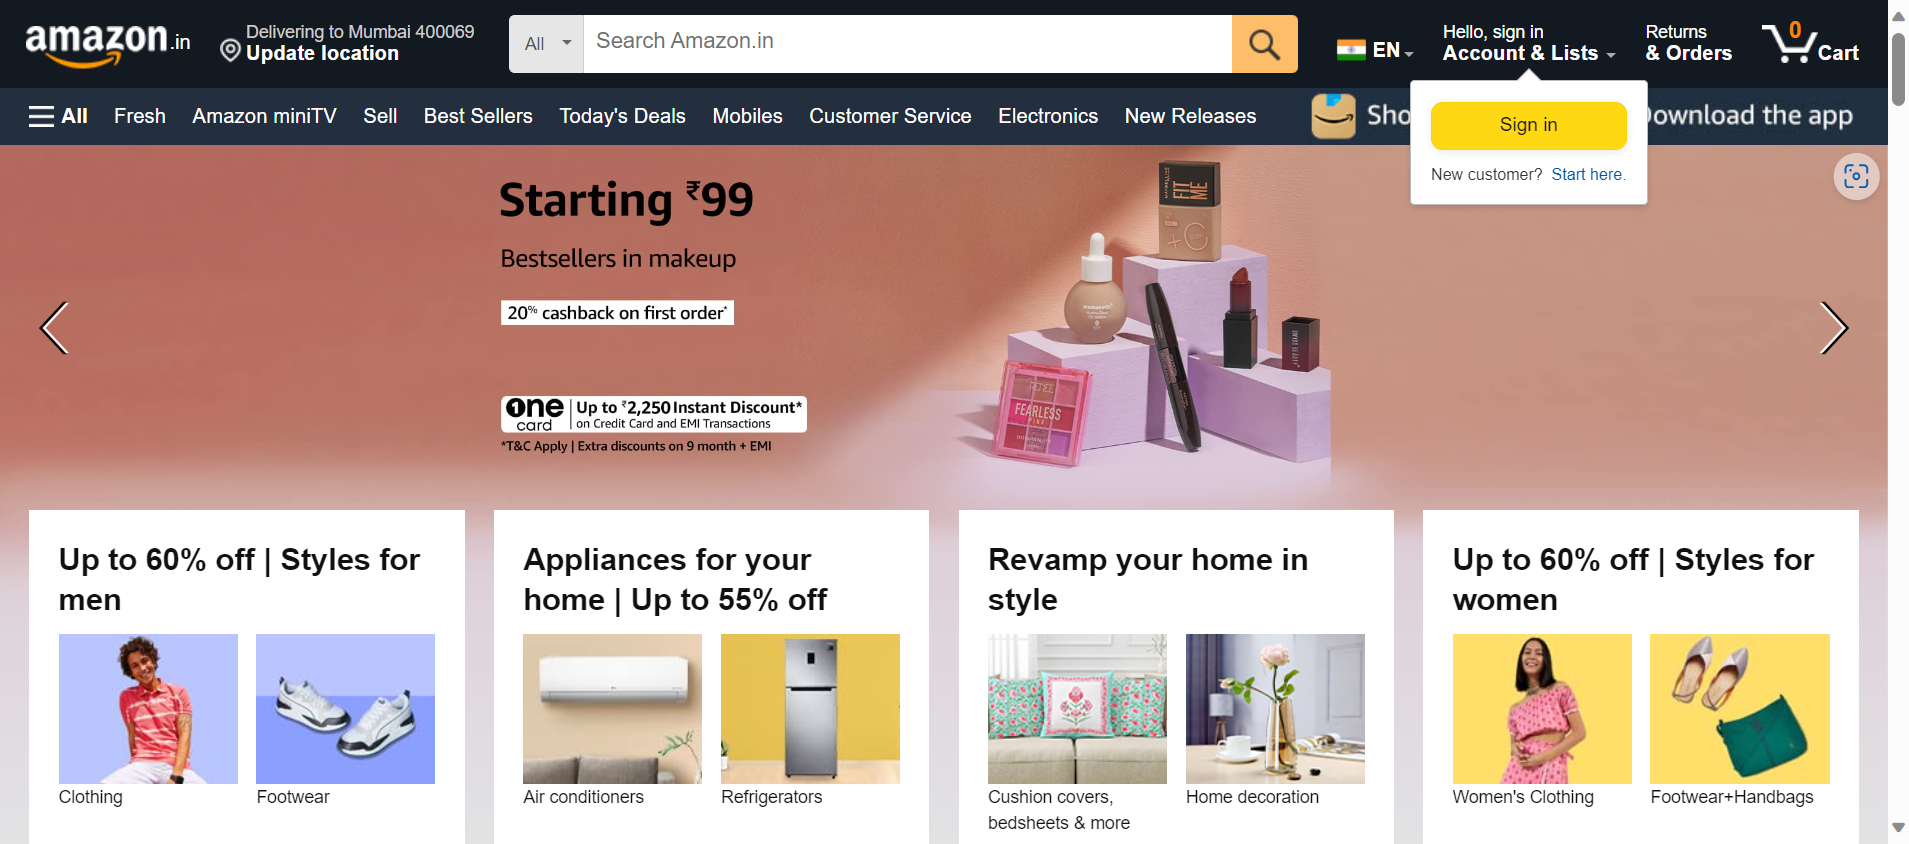 amazon.in
Delivering to Mumbai 400069
Update location
All
Search Amazon.in
EN
Hello, sign in
Account & Lists
Returns
& Orders
0
Cart
All
Fresh
Amazon miniTV
Sell
Best Sellers
Today's Deals
Mobiles
Customer Service
Electronics
New Releases
Sho
ownload the app
Sign in
New customer? Start here.
Starting ₹99
Bestsellers in makeup
20% cashback on first order*
one card
Up to ₹2,250 Instant Discount*
on Credit Card and EMI Transactions
*T&C Apply | Extra discounts on 9 month + EMI
FIT
ME
RENEE
FEARLESS
PINK
Up to 60% off | Styles for
men
Clothing
Footwear
Appliances for your
home | Up to 55% off
Air conditioners
Refrigerators
Revamp your home in
style
Cushion covers,
bedsheets & more
Home decoration
Up to 60% off | Styles for
women
Women's Clothing
Footwear+Handbags